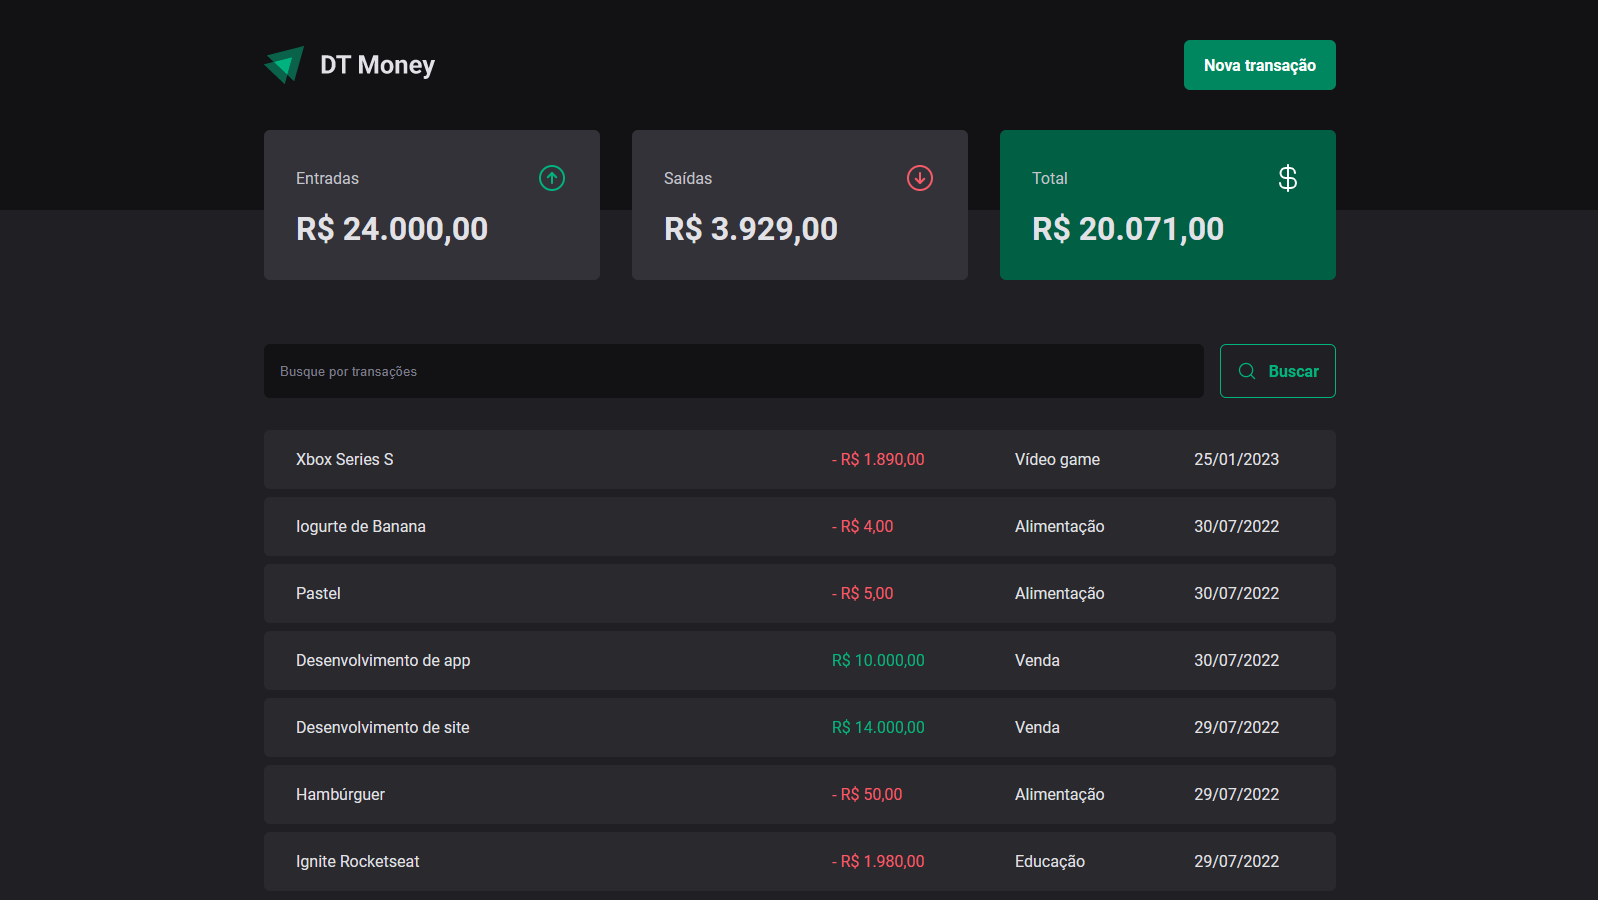 DT Money
Nova transação
Entradas
R$ 24.000,00
Saídas
R$ 3.929,00
Total
$
R$ 20.071,00
Busque por transações
Buscar
Xbox Series S - R$ 1.890,00 Vídeo game 25/01/2023
Iogurte de Banana - R$ 4,00 Alimentação 30/07/2022
Pastel - R$ 5,00 Alimentação 30/07/2022
Desenvolvimento de app R$ 10.000,00 Venda 30/07/2022
Desenvolvimento de site R$ 14.000,00 Venda 29/07/2022
Hambúrguer - R$ 50,00 Alimentação 29/07/2022
Ignite Rocketseat - R$ 1.980,00 Educação 29/07/2022